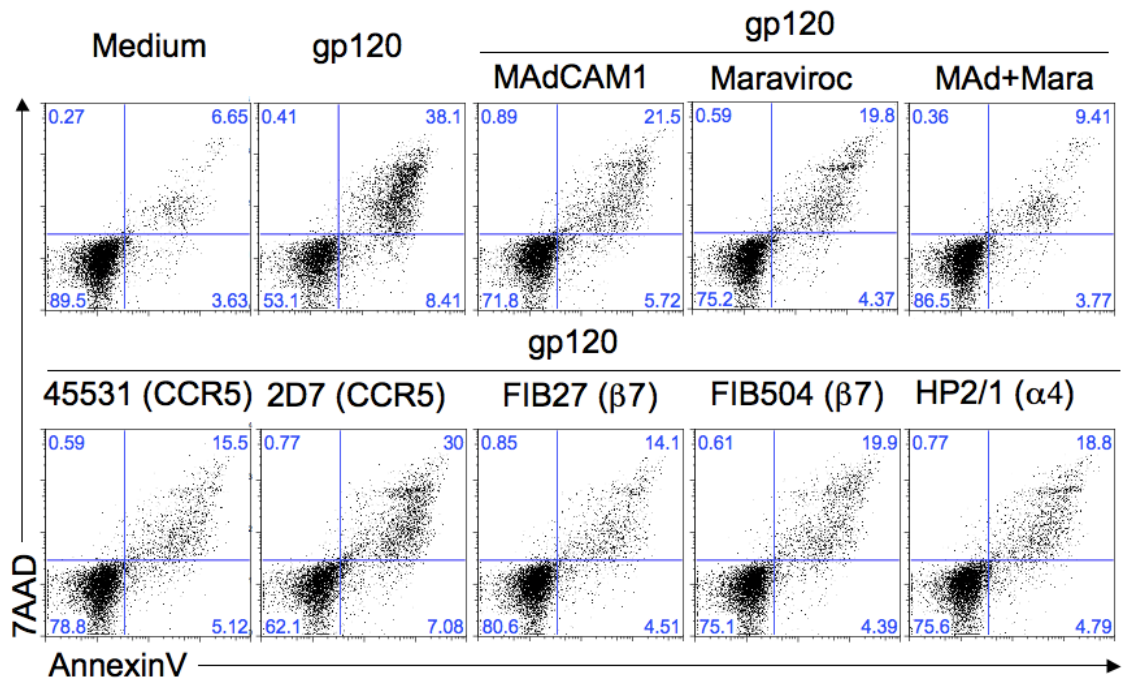 gp120
Medium gp120
MAdCAM1 Maraviroc MAd+Mara
0.27 6.65 0.41 38.1 0.89 21.5 0.59 19.8 0.36 9.41
89.5 3.63 53.1 8.41 71.8 5.72 75.2 4.37 86.5 3.77
gp120
45531 (CCR5) 2D7 (CCR5) FIB27 (β7) FIB504 (β7) HP2/1 (α4)
0.59 15.5 0.77 30 0.85 14.1 0.61 19.9 0.77 18.8
78.8 5.12 62.1 7.08 80.6 4.51 75.1 4.39 75.6 4.79
7AAD
AnnexinV